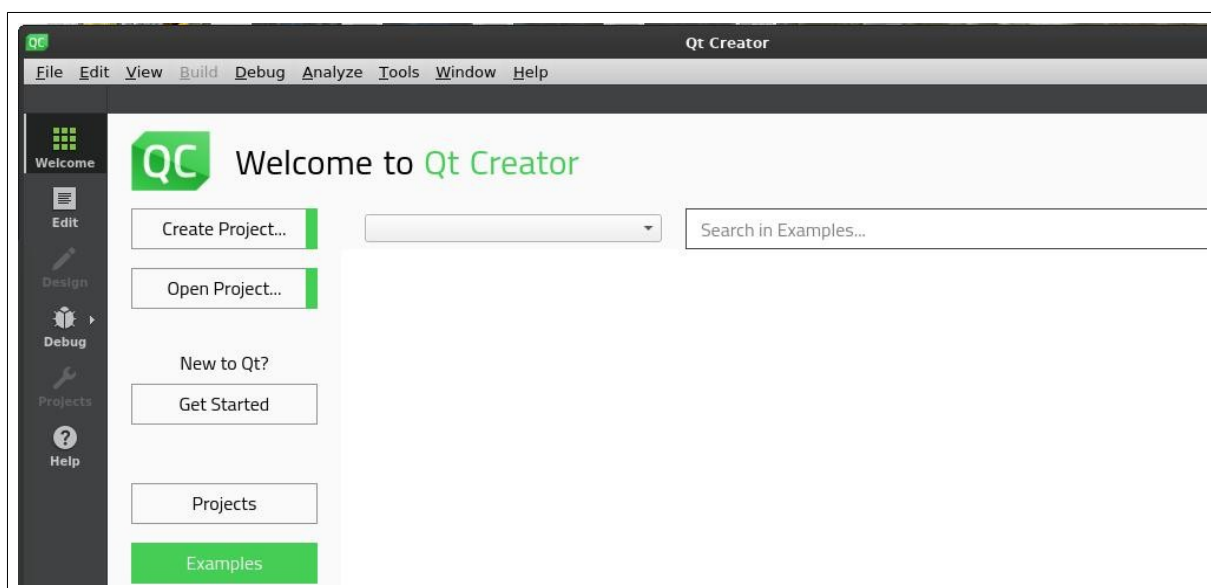 QC
Qt Creator
File Edit View Build Debug Analyze Tools Window Help
Welcome
Edit
Design
Debug
Projects
Help
QC
Welcome to Qt Creator
Create Project...
Search in Examples...
Open Project...
New to Qt?
Get Started
Projects
Examples